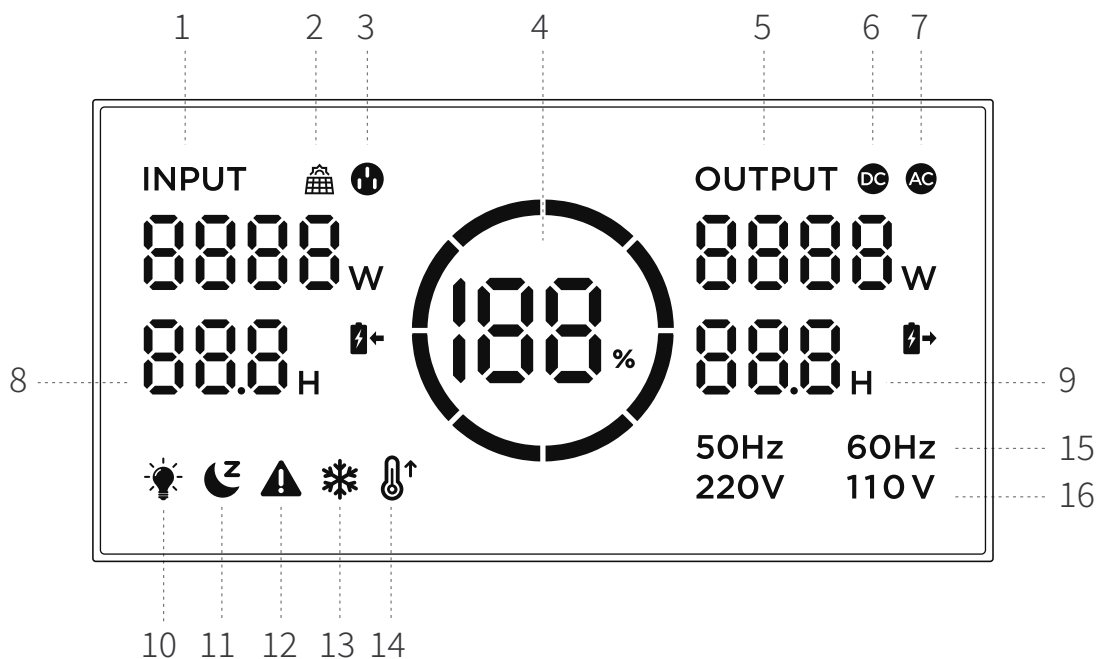 1 2 3 4 5 6 7
INPUT OUTPUT DC AC
8888 W 8888 W
188 %
88.8 H 88.8 H
8 9
50Hz 60Hz 15
220V 110V 16
Z
10 11 12 13 14